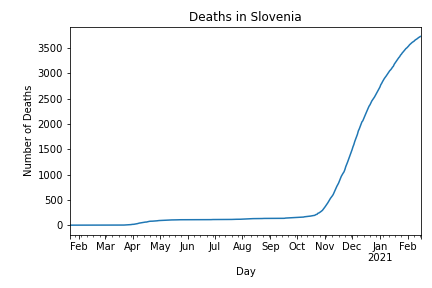 Deaths in Slovenia
Number of Deaths
3500
3000
2500
2000
1500
1000
500
0
Feb Mar Apr May Jun Jul Aug Sep Oct Nov Dec Jan Feb
2021
Day